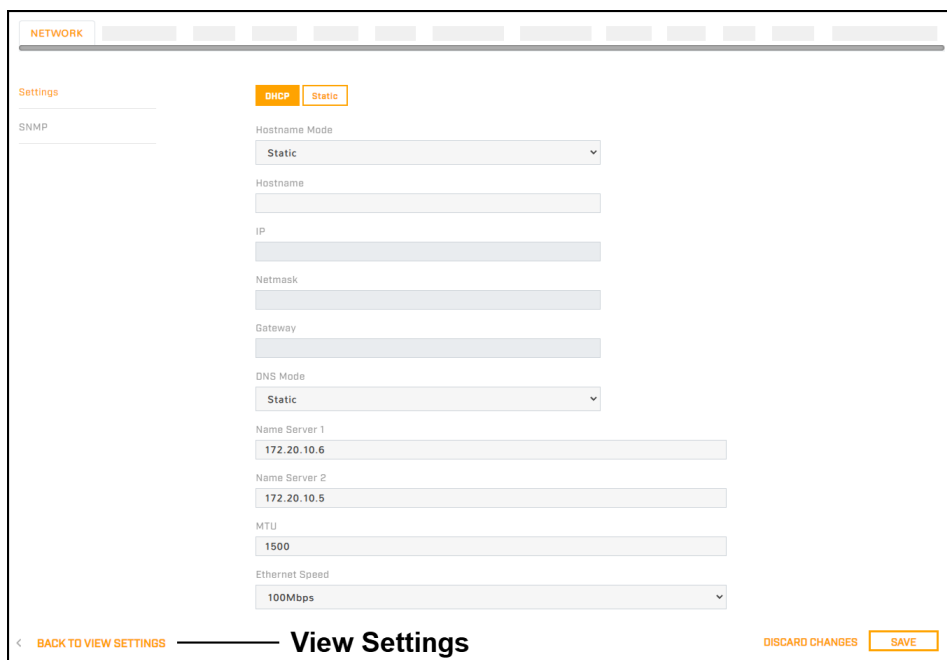 NETWORK
Settings
SNMP
DHCP Static
Hostname Mode
Static
Hostname
IP
Netmask
Gateway
DNS Mode
Static
Name Server 1
172.20.10.6
Name Server 2
172.20.10.5
MTU
1500
Ethernet Speed
100Mbps
< BACK TO VIEW SETTINGS View Settings DISCARD CHANGES SAVE